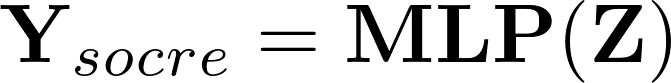 Y_{socre} = MLP(Z)